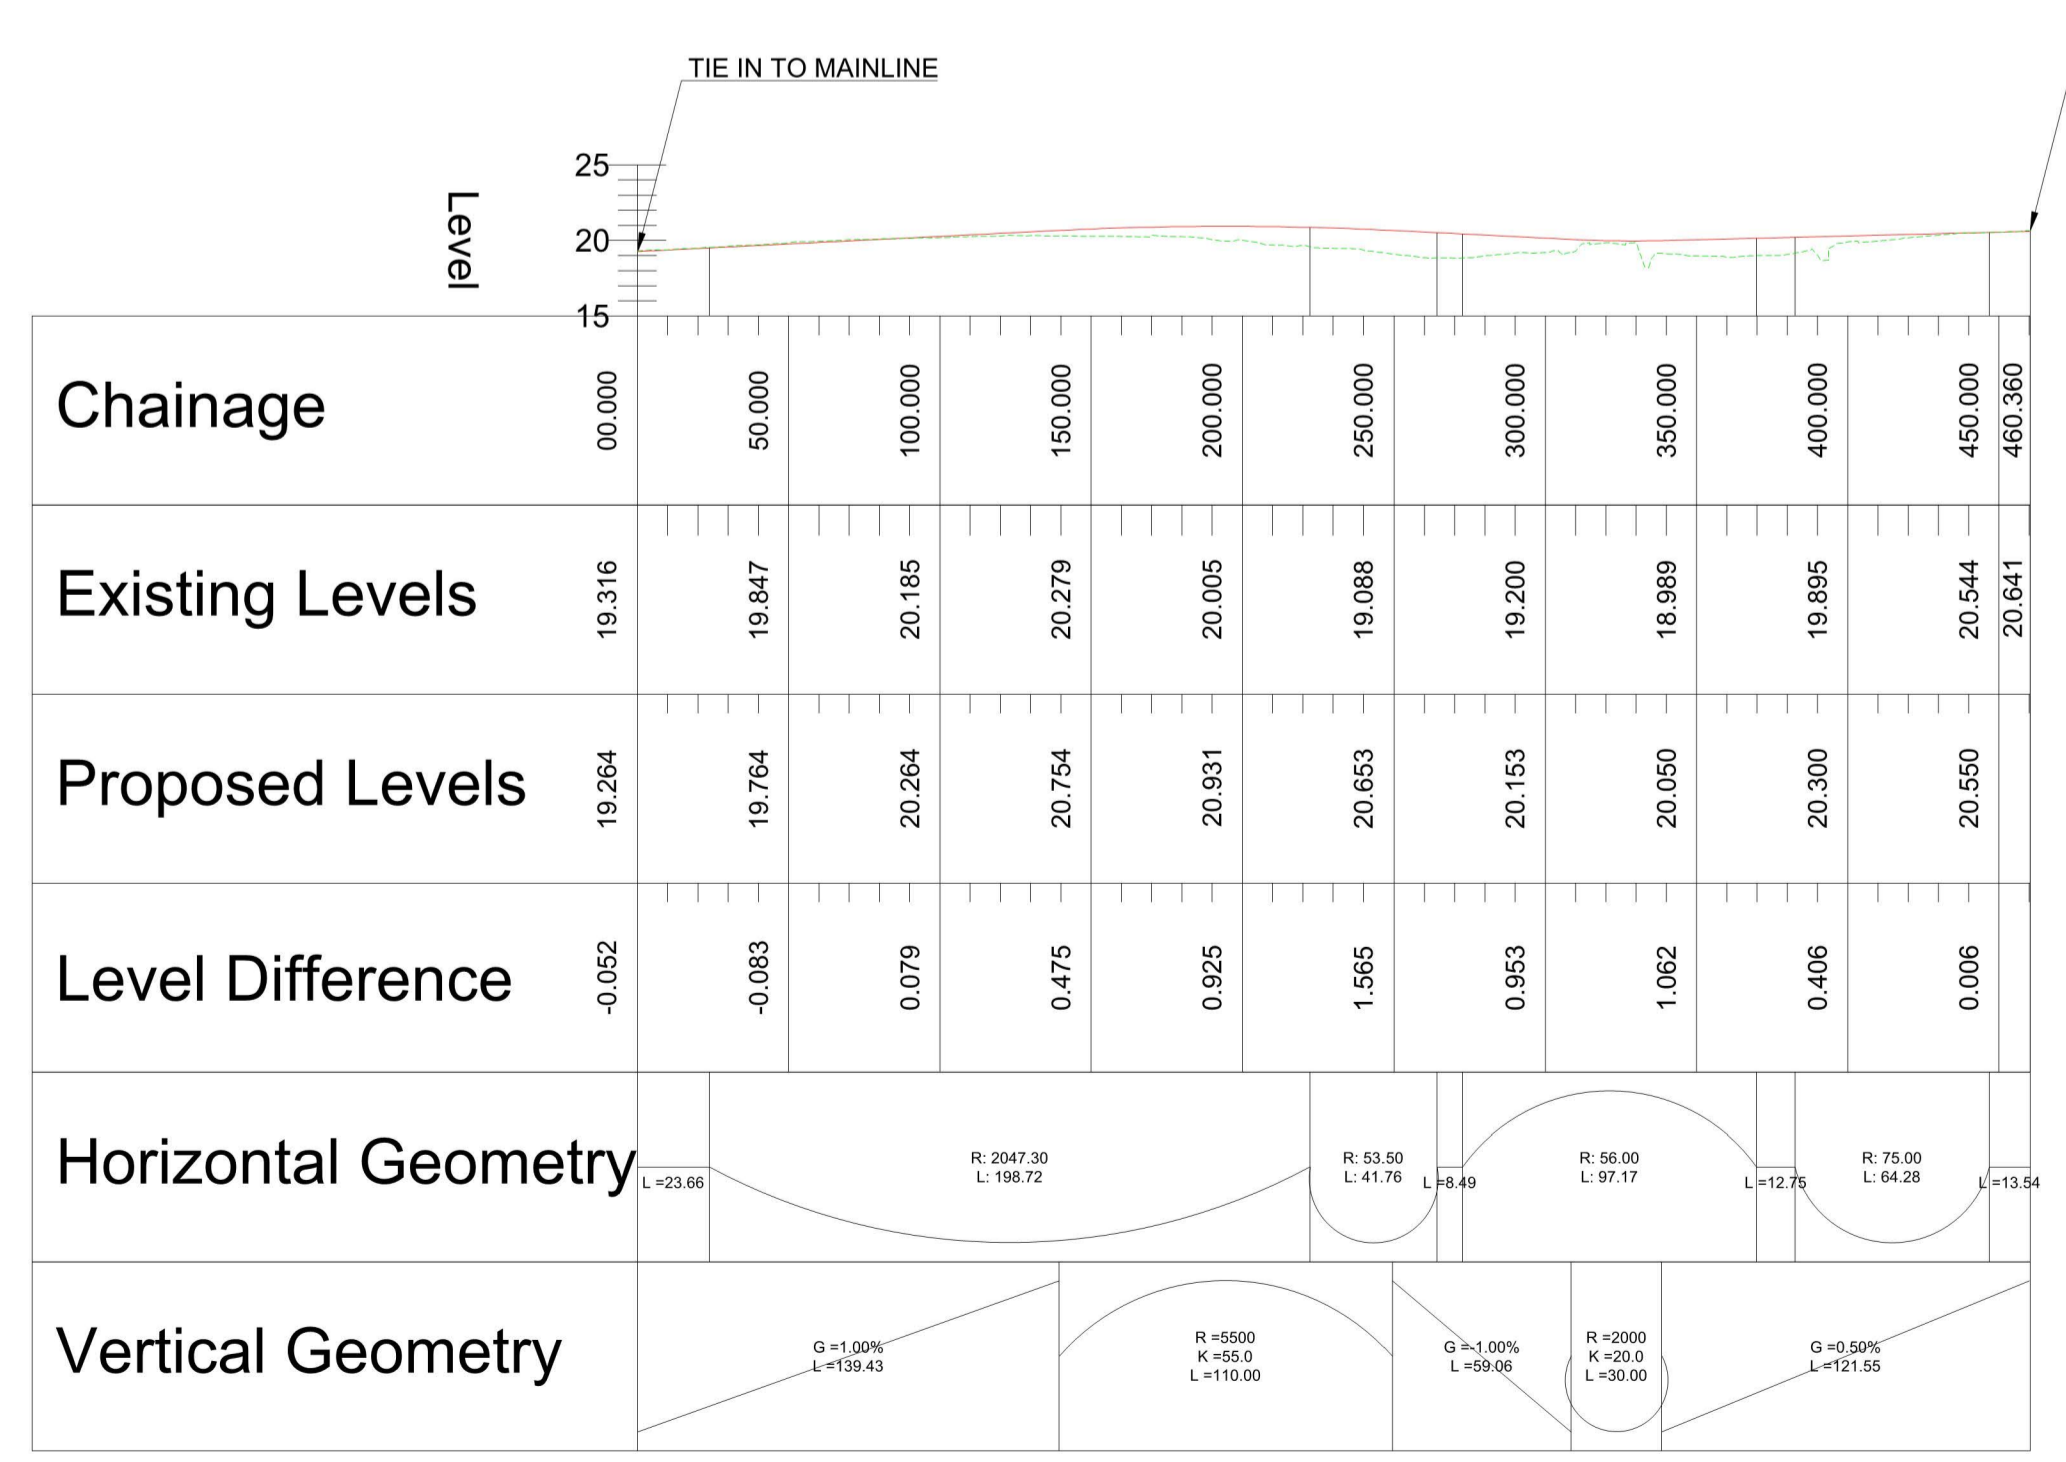 TIE IN TO MAINLINE
Level
25
20
15
Chainage
00.000 50.000 100.000 150.000 200.000 250.000 300.000 350.000 400.000 450.000 460.360
Existing Levels
19.316 19.847 20.185 20.279 20.005 19.088 19.200 18.989 19.895 20.544 20.641
Proposed Levels
19.264 19.764 20.264 20.754 20.931 20.653 20.153 20.050 20.300 20.550
Level Difference
-0.052 -0.083 0.079 0.475 0.925 1.565 0.953 1.062 0.406 0.006
Horizontal Geometry
L =23.66
R: 2047.30
L: 198.72
R: 53.50
L: 41.76
L =8.49
R: 56.00
L: 97.17
L =12.75
R: 75.00
L: 64.28
L =13.54
Vertical Geometry
G =1.00%
L =139.43
R =5500
K =55.0
L =110.00
G =-1.00%
L =59.06
R =2000
K =20.0
L =30.00
G =0.50%
L =121.55